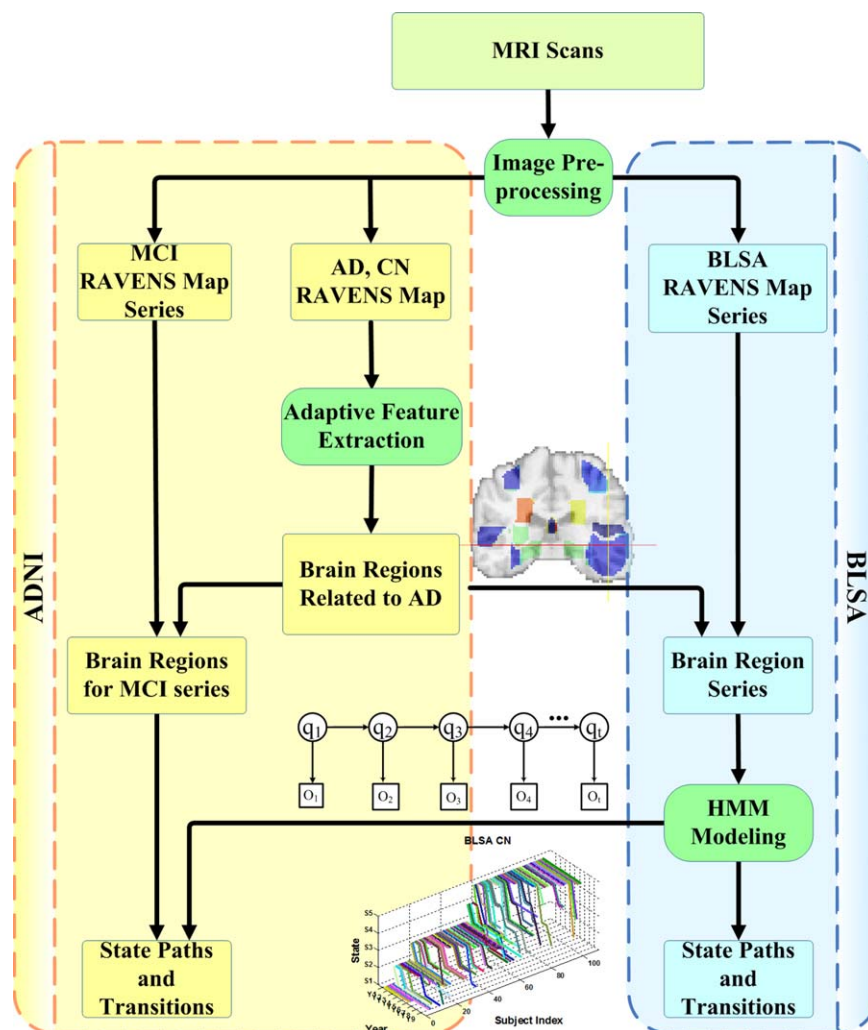 MRI Scans
Image Pre-
processing
MCI
RAVENS Map
Series
AD, CN
RAVENS Map
BLSA
RAVENS Map
Series
Adaptive Feature
Extraction
ADNI
BLSA
Brain Regions
Related to AD
Brain Regions
for MCI series
Brain Region
Series
q1 q2 q3 q4 ... qt
O1 O2 O3 O4 Ot
HMM
Modeling
BLSA CN
State
S5
S4
S3
S2
S1
Year
0 20 40 60 80 100
Subject Index
State Paths
and
Transitions
State Paths
and
Transitions